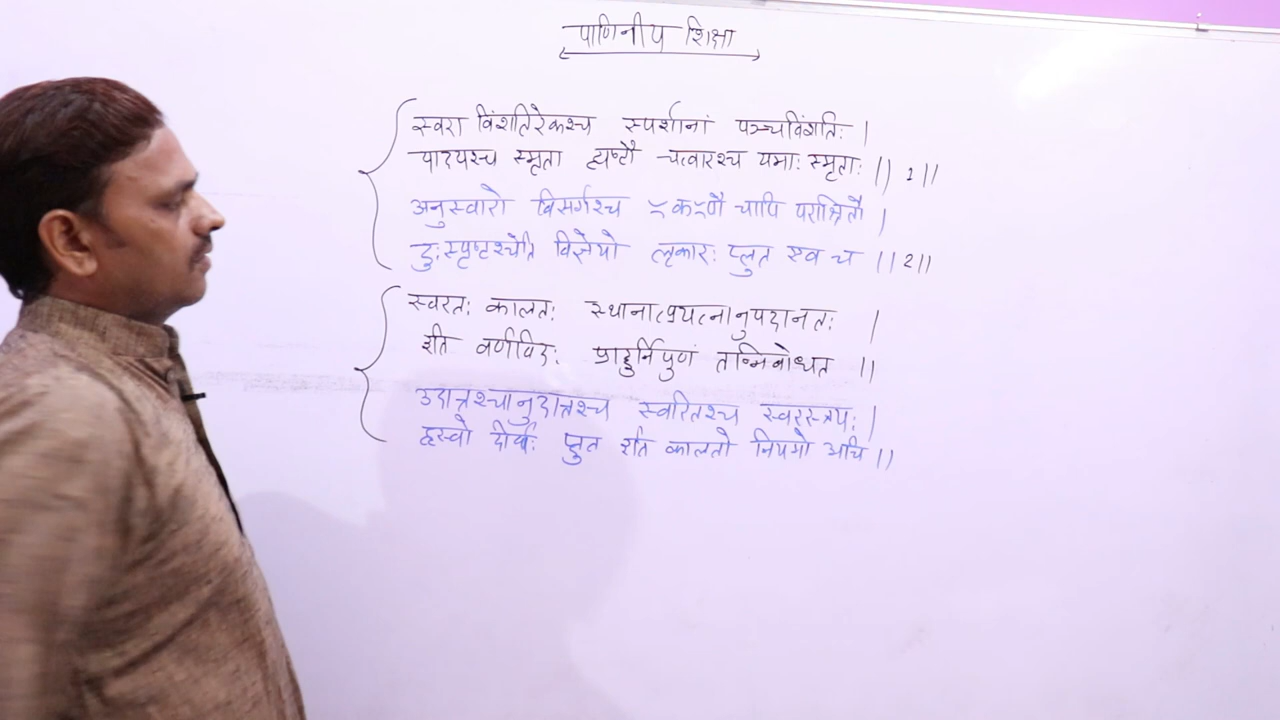 पाणिनीय शिक्षा
स्वरा विंशतिरेकश्च स्पर्शानां पञ्चविंशतिः |
यादयश्च स्मृता ह्यष्टौ चत्वारश्च यमाः स्मृताः || 1 ||
अनुस्वारो विसर्गश्च ᳲकᳲपौ चापि पराश्रितौ |
दुःस्पृष्टश्चेति विज्ञेयो लृकारः प्लुत एव च || 2 ||
स्वरतः कालतः स्थानात्प्रयत्नानुप्रदानतः |
इति वर्णविदः प्राहुर्निपुणं तन्निबोधत ||
उदात्तश्चानुदात्तश्च स्वरितश्च स्वरास्त्रयः |
ह्रस्वो दीर्घः प्लुत इति कालतो नियमो अचि ||